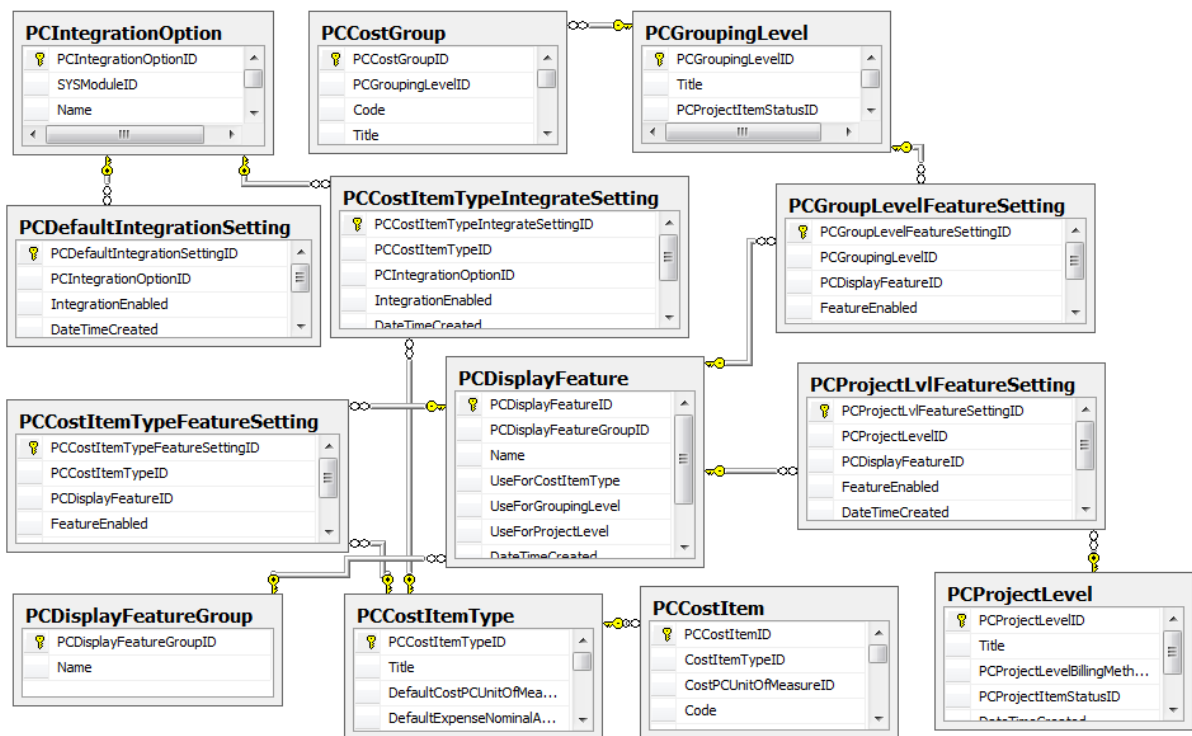 PCIntegrationOption
PCIntegrationOptionID
SYSModuleID
Name
PCCostGroup
PCCostGroupID
PCGroupingLevelID
Code
Title
PCGroupingLevel
PCGroupingLevelID
Title
PCProjectItemStatusID
PCDefaultIntegrationSetting
PCDefaultIntegrationSettingID
PCIntegrationOptionID
IntegrationEnabled
DateTimeCreated
PCCostItemTypeIntegrateSetting
PCCostItemTypeIntegrateSettingID
PCCostItemTypeID
PCIntegrationOptionID
IntegrationEnabled
DateTimeCreated
PCGroupLevelFeatureSetting
PCGroupLevelFeatureSettingID
PCGroupingLevelID
PCDisplayFeatureID
FeatureEnabled
PCCostItemTypeFeatureSetting
PCCostItemTypeFeatureSettingID
PCCostItemTypeID
PCDisplayFeatureID
FeatureEnabled
PCDisplayFeature
PCDisplayFeatureID
PCDisplayFeatureGroupID
Name
UseForCostItemType
UseForGroupingLevel
UseForProjectLevel
DateTimeCreated
PCProjectLvlFeatureSetting
PCProjectLvlFeatureSettingID
PCProjectLevelID
PCDisplayFeatureID
FeatureEnabled
DateTimeCreated
PCDisplayFeatureGroup
PCDisplayFeatureGroupID
Name
PCCostItemType
PCCostItemTypeID
Title
DefaultCostPCUnitOfMea...
DefaultExpenseNominalA...
PCCostItem
PCCostItemID
CostItemTypeID
CostPCUnitOfMeasureID
Code
PCProjectLevel
PCProjectLevelID
Title
PCProjectLevelBillingMeth...
PCProjectItemStatusID
DateTimeCreated